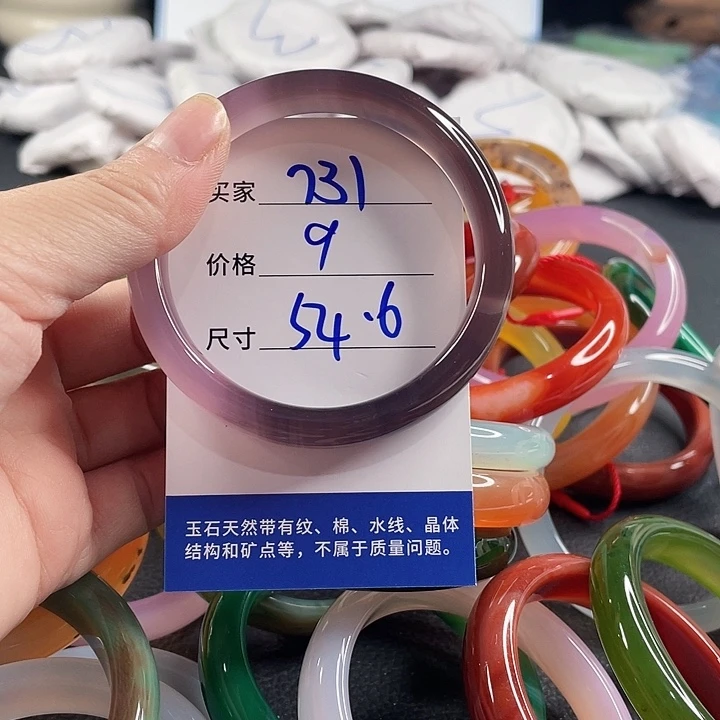 买家 731
价格 9
尺寸 54.6
玉石天然带有纹、棉、水线、晶体
结构和矿点等，不属于质量问题。